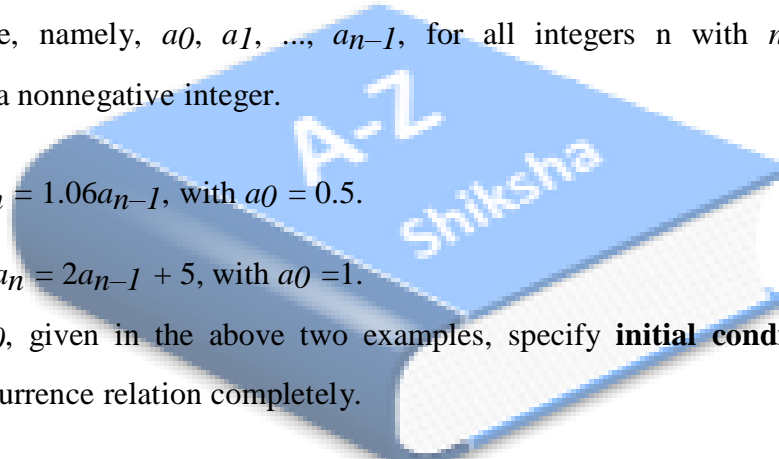 e, namely, a0, a1, ..., an–1, for all integers n with n
a nonnegative integer.
A-Z
= 1.06an–1, with a0 = 0.5.
Shiksha
an = 2an–1 + 5, with a0 =1.
0, given in the above two examples, specify initial cond
currence relation completely.